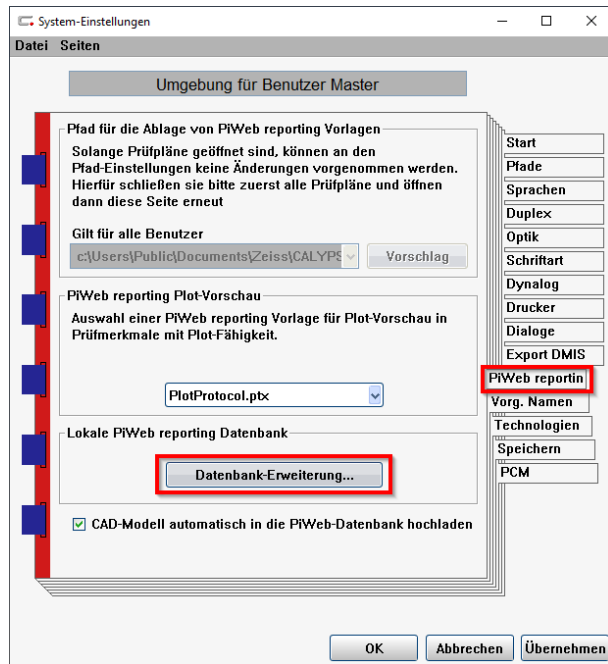 System-Einstellungen
Datei Seiten
Umgebung für Benutzer Master
Pfad für die Ablage von PiWeb reporting Vorlagen
Solange Prüfpläne geöffnet sind, können an den
Pfad-Einstellungen keine Änderungen vorgenommen werden.
Hierfür schließen sie bitte zuerst alle Prüfpläne und öffnen
dann diese Seite erneut
Gilt für alle Benutzer
c:\Users\Public\Documents\Zeiss\CALYPS
Vorschlag
PiWeb reporting Plot-Vorschau
Auswahl einer PiWeb reporting Vorlage für Plot-Vorschau in
Prüfmerkmale mit Plot-Fähigkeit.
PlotProtocol.ptx
Lokale PiWeb reporting Datenbank
Datenbank-Erweiterung...
CAD-Modell automatisch in die PiWeb-Datenbank hochladen
Start
Pfade
Sprachen
Duplex
Optik
Schriftart
Dynalog
Drucker
Dialoge
Export DMIS
PiWeb reportin
Vorg. Namen
Technologien
Speichern
PCM
OK Abbrechen Übernehmen